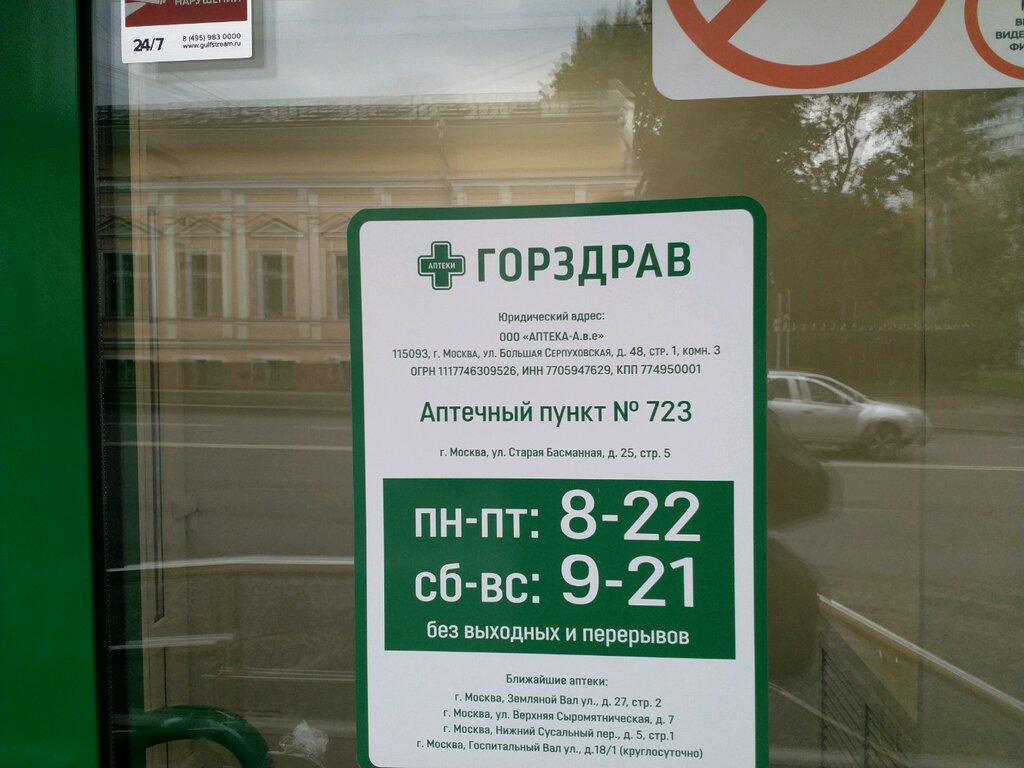 НАРУШЕНИЙ
24/7
8 (495) 983 0000
www.gulfstream.ru
АПТЕКИ
ГОРЗДРАВ
Юридический адрес:
ООО «АПТЕКА-А.в.е»
115093, г. Москва, ул. Большая Серпуховская, д. 48, стр. 1, комн. 3
ОГРН 1117746309526, ИНН 7705947629, КПП 774950001
Аптечный пункт № 723
г. Москва, ул. Старая Басманная, д. 25, стр. 5
пн-пт: 8-22
сб-вс: 9-21
без выходных и перерывов
Ближайшие аптеки:
г. Москва, Земляной Вал ул., д. 27, стр. 2
г. Москва, ул. Верхняя Сыромятническая, д. 7
г. Москва, Нижний Сусальный пер., д. 5, стр.1
г. Москва, Госпитальный Вал ул., д.18/1 (круглосуточно)